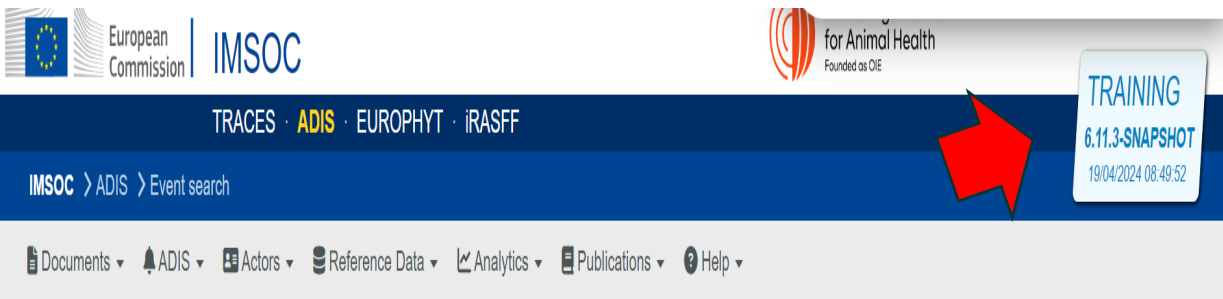 European
Commission
IMSOC
for Animal Health
Founded as OIE
TRAINING
6.11.3-SNAPSHOT
19/04/2024 08:49:52
TRACES · ADIS · EUROPHYT · iRASFF
IMSOC > ADIS > Event search
Documents ADIS Actors Reference Data Analytics Publications Help